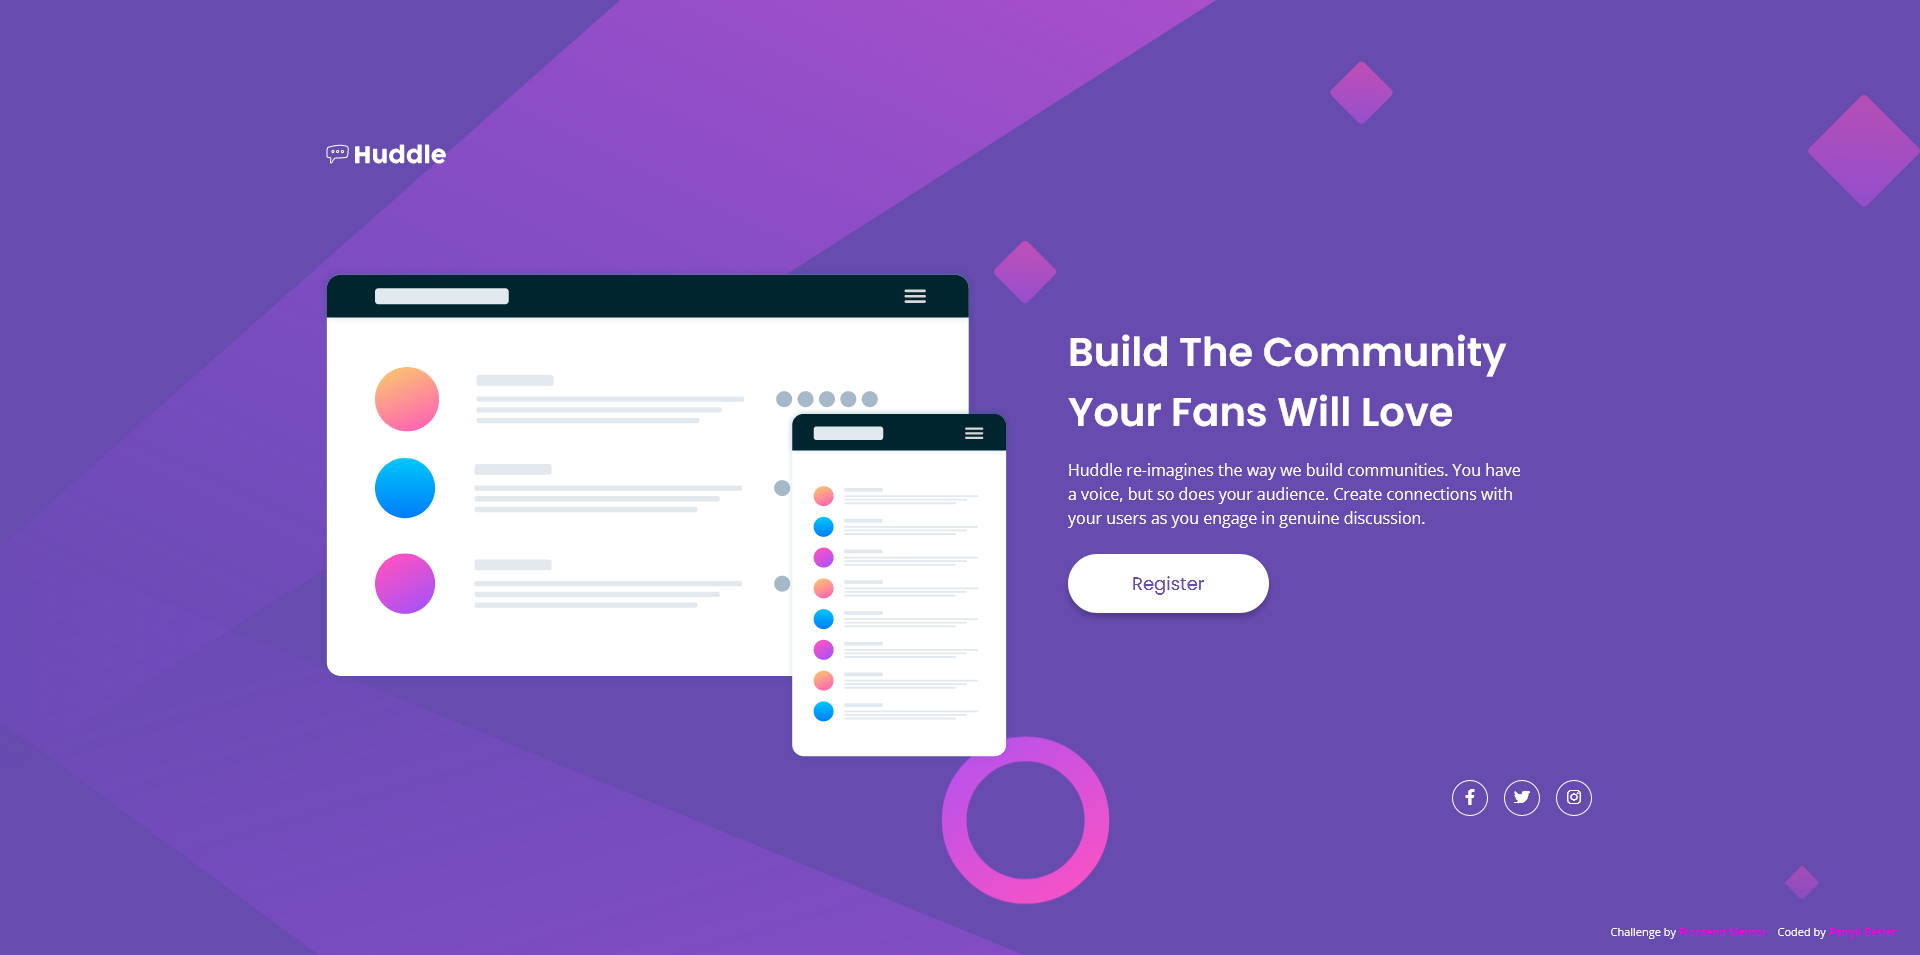 Huddle
Build The Community
Your Fans Will Love
Huddle re-imagines the way we build communities. You have
a voice, but so does your audience. Create connections with
your users as you engage in genuine discussion.
Register
Challenge by Frontend Mentor. Coded by